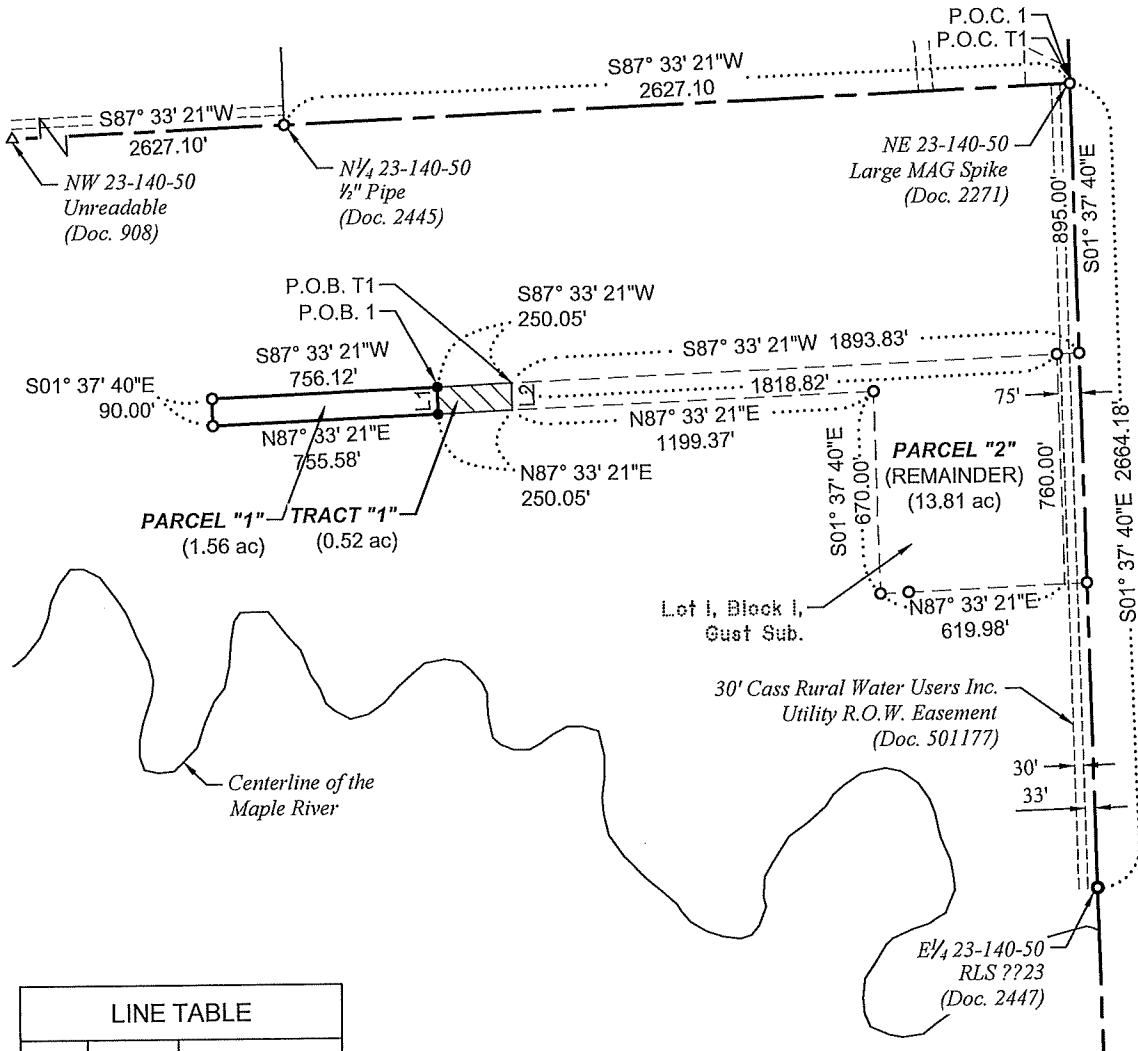 P.O.C. 1
P.O.C. T1
S87° 33' 21"W
2627.10
S87° 33' 21"W
2627.10'
NW 23-140-50
Unreadable
(Doc. 908)
N¼ 23-140-50
½" Pipe
(Doc. 2445)
NE 23-140-50
Large MAG Spike
(Doc. 2271)
895.00'
S01° 37' 40"E
P.O.B. T1
P.O.B. 1
S87° 33' 21"W
250.05'
S87° 33' 21"W
756.12'
S87° 33' 21"W 1893.83'
1818.82'
S01° 37' 40"E
90.00'
L1
L2
N87° 33' 21"E
755.58'
N87° 33' 21"E
1199.37'
75'
N87° 33' 21"E
250.05'
PARCEL "1"
(1.56 ac)
TRACT "1"
(0.52 ac)
S01° 37' 40"E
670.00'
PARCEL "2"
(REMAINDER)
(13.81 ac)
760.00'
S01° 37' 40"E 2664.18'
Lot 1, Block 1,
Gust Sub.
N87° 33' 21"E
619.98'
30' Cass Rural Water Users Inc.
Utility R.O.W. Easement
(Doc. 501177)
30'
33'
Centerline of the
Maple River
E¼ 23-140-50
RLS ??23
(Doc. 2447)
LINE TABLE